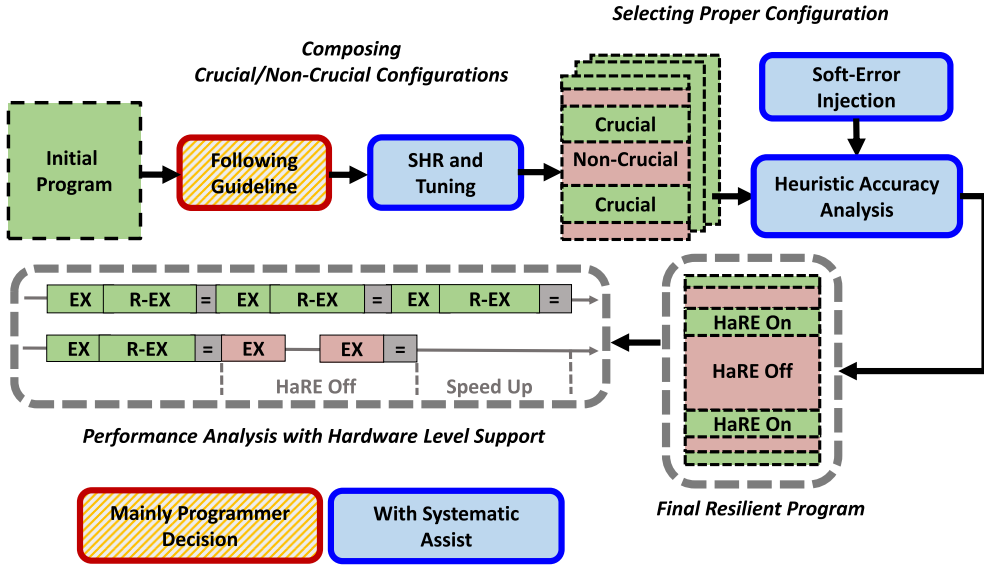 Selecting Proper Configuration
Composing
Crucial/Non-Crucial Configurations
Initial
Program
Following
Guideline
SHR and
Tuning
Crucial
Non-Crucial
Crucial
Soft-Error
Injection
Heuristic Accuracy
Analysis
EX R-EX = EX R-EX = EX R-EX =
EX R-EX = EX EX =
HaRE Off Speed Up
Performance Analysis with Hardware Level Support
HaRE On
HaRE Off
HaRE On
Final Resilient Program
Mainly Programmer
Decision
With Systematic
Assist